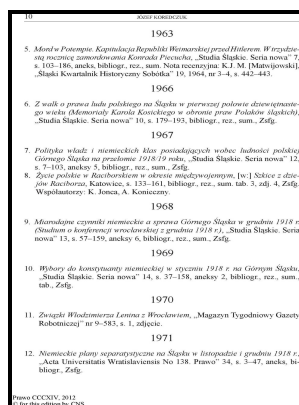 10 JÓZEF KOREDCZUK
1963
5. Mord w Potempie. Kapitulacja Republiki Weimarskiej przed Hitlerem. W trzydzie-
stą rocznicę zamordowania Konrada Piecucha, „Studia Śląskie. Seria nowa” 7,
s. 103–186, aneks, bibliogr., rez., sum. Nota recenzyjna: K.J. M. [Matwijowski],
„Śląski Kwartalnik Historyczny Sobótka” 19, 1964, nr 3–4, s. 442–443.
1966
6. Z walk o prawa ludu polskiego na Śląsku w pierwszej połowie dziewiętnaste-
go wieku (Memoriały Karola Kosickiego w obronie praw Polaków śląskich),
„Studia Śląskie. Seria nowa” 10, s. 179–193, bibliogr., rez., sum., Zsfg.
1967
7. Polityka władz i niemieckich klas posiadających wobec ludności polskiej
Górnego Śląska na przełomie 1918/19 roku, „Studia Śląskie. Seria nowa” 12,
s. 7–103, aneks 5, bibliogr., rez., sum., Zsfg.
8. Życie polskie w Raciborskiem w okresie międzywojennym, [w:] Szkice z dzie-
jów Raciborza, Katowice, s. 133–161, bibliogr., rez., sum. tab. 3, zdj. 4, Zsfg.
Współautorzy: K. Jonca, A. Konieczny.
1968
9. Miarodajne czynniki niemieckie a sprawa Górnego Śląska w grudniu 1918 r.
(Studium o konferencji wrocławskiej z grudnia 1918 r.), „Studia Śląskie. Seria
nowa” 13, s. 57–159, aneksy 6, bibliogr., rez., sum., Zsfg.
1969
10. Wybory do konstytuanty niemieckiej w styczniu 1918 r. na Górnym Śląsku,
„Studia Śląskie. Seria nowa” 14, s. 37–158, aneks 2, bibliogr., rez., sum.,
tab., Zsfg.
1970
11. Związki Włodzimierza Lenina z Wrocławiem, „Magazyn Tygodniowy Gazety
Robotniczej” nr 9–583, s. 1, zdjęcie.
1971
12. Niemieckie plany separatystyczne na Śląsku w listopadzie i grudniu 1918 r.,
„Acta Universitatis Wratislaviensis No 138. Prawo” 34, s. 3–47, aneks, bi-
bliogr., Zsfg.
Prawo CCCXIV, 2012
© for this edition by CNS